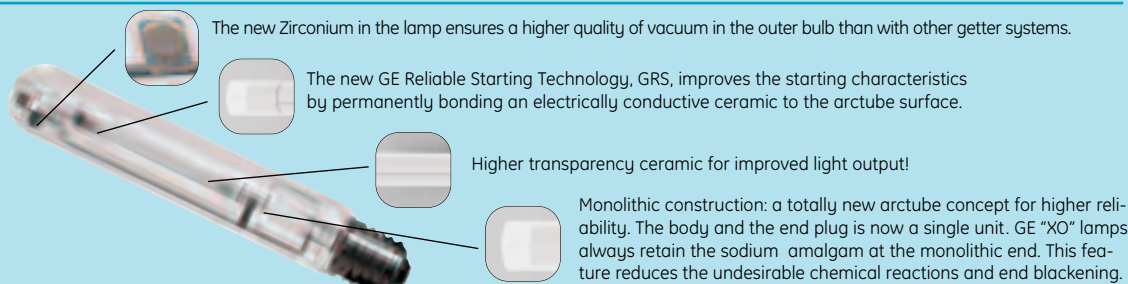 The new Zirconium in the lamp ensures a higher quality of vacuum in the outer bulb than with other getter systems.
The new GE Reliable Starting Technology, GRS, improves the starting characteristics
by permanently bonding an electrically conductive ceramic to the arctube surface.
Higher transparency ceramic for improved light output!
Monolithic construction: a totally new arctube concept for higher reli-
ability. The body and the end plug is now a single unit. GE "XO" lamps
always retain the sodium amalgam at the monolithic end. This fea-
ture reduces the undesirable chemical reactions and end blackening.